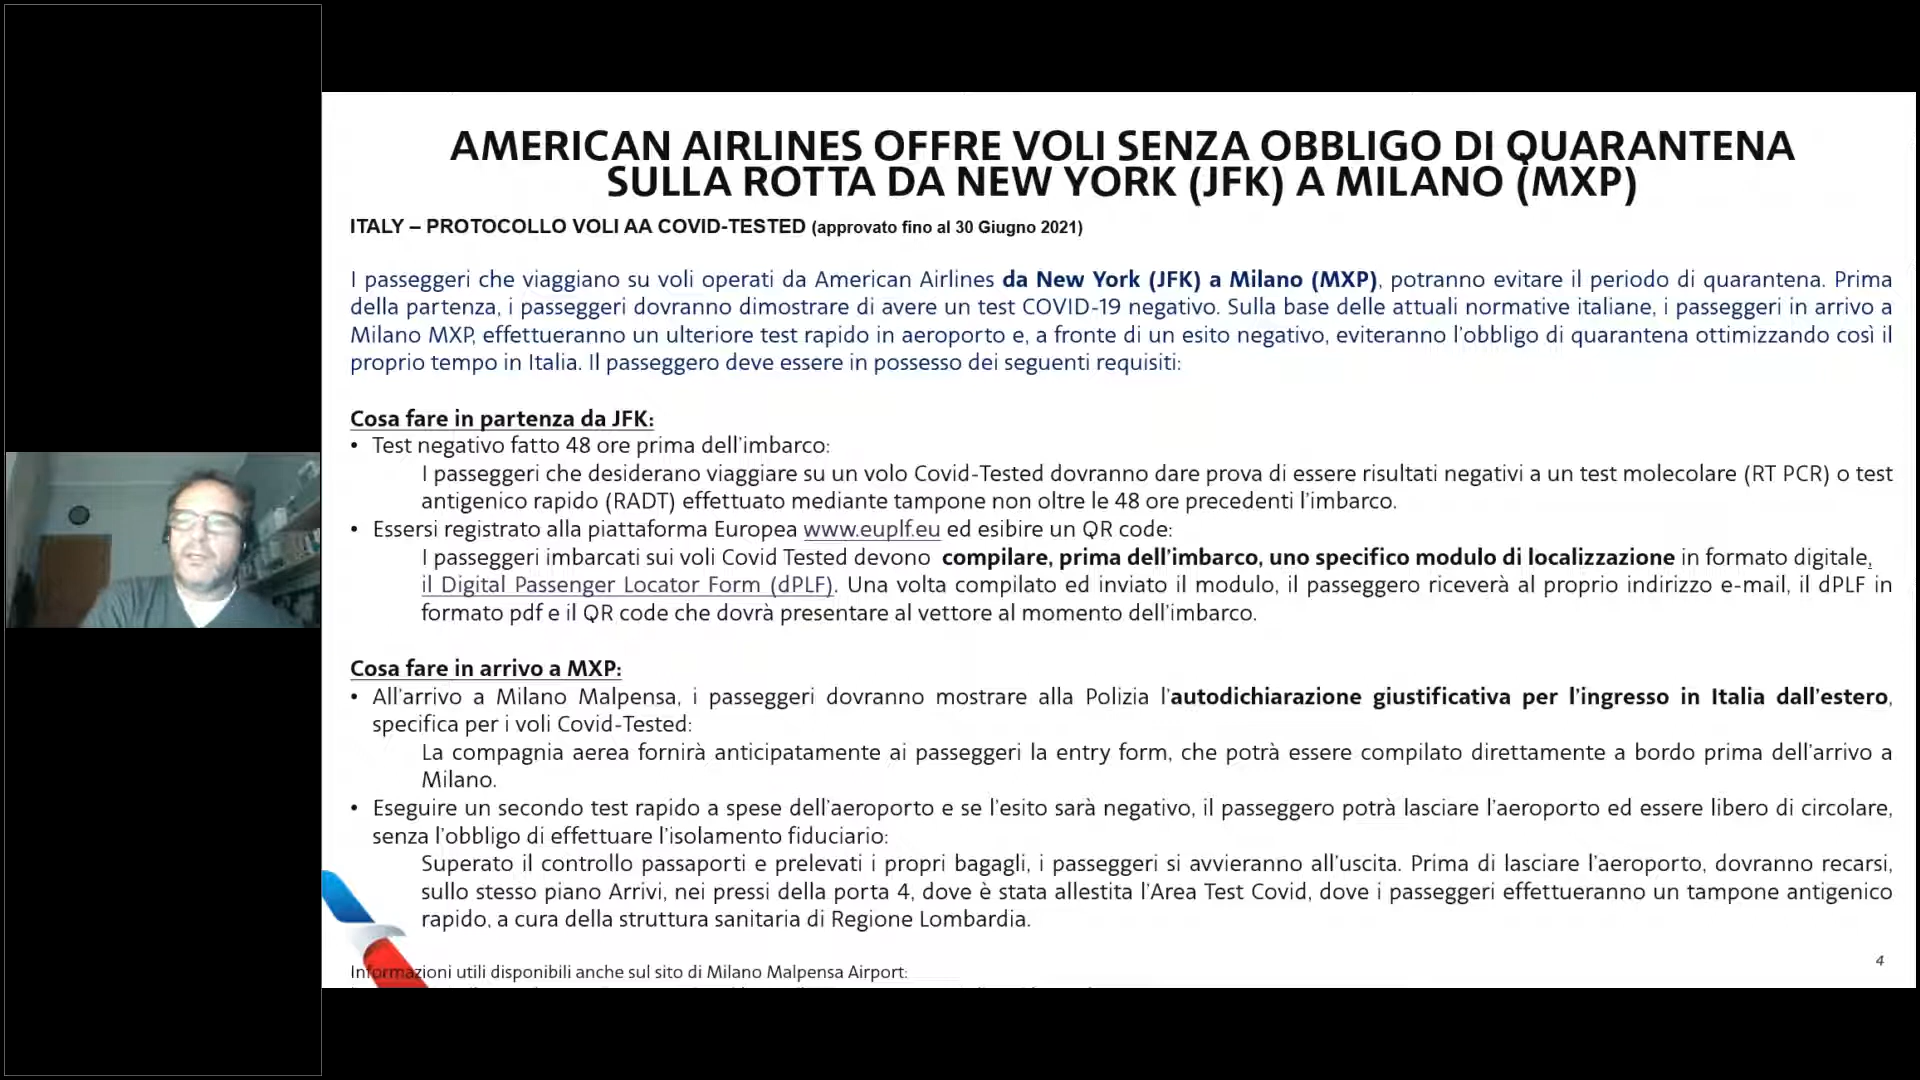 AMERICAN AIRLINES OFFRE VOLI SENZA OBBLIGO DI QUARANTENA
SULLA ROTTA DA NEW YORK (JFK) A MILANO (MXP)
ITALY – PROTOCOLLO VOLI AA COVID-TESTED (approvato fino al 30 Giugno 2021)
I passeggeri che viaggiano su voli operati da American Airlines da New York (JFK) a Milano (MXP), potranno evitare il periodo di quarantena. Prima
della partenza, i passeggeri dovranno dimostrare di avere un test COVID-19 negativo. Sulla base delle attuali normative italiane, i passeggeri in arrivo a
Milano MXP, effettueranno un ulteriore test rapido in aeroporto e, a fronte di un esito negativo, eviteranno l'obbligo di quarantena ottimizzando così il
proprio tempo in Italia. Il passeggero deve essere in possesso dei seguenti requisiti:
Cosa fare in partenza da JFK:
• Test negativo fatto 48 ore prima dell'imbarco:
I passeggeri che desiderano viaggiare su un volo Covid-Tested dovranno dare prova di essere risultati negativi a un test molecolare (RT PCR) o test
antigenico rapido (RADT) effettuato mediante tampone non oltre le 48 ore precedenti l'imbarco.
• Essersi registrato alla piattaforma Europea www.euplf.eu ed esibire un QR code:
I passeggeri imbarcati sui voli Covid Tested devono compilare, prima dell'imbarco, uno specifico modulo di localizzazione in formato digitale,
il Digital Passenger Locator Form (dPLF). Una volta compilato ed inviato il modulo, il passeggero riceverà al proprio indirizzo e-mail, il dPLF in
formato pdf e il QR code che dovrà presentare al vettore al momento dell'imbarco.
Cosa fare in arrivo a MXP:
• All'arrivo a Milano Malpensa, i passeggeri dovranno mostrare alla Polizia l'autodichiarazione giustificativa per l'ingresso in Italia dall'estero,
specifica per i voli Covid-Tested:
La compagnia aerea fornirà anticipatamente ai passeggeri la entry form, che potrà essere compilato direttamente a bordo prima dell'arrivo a
Milano.
• Eseguire un secondo test rapido a spese dell'aeroporto e se l'esito sarà negativo, il passeggero potrà lasciare l'aeroporto ed essere libero di circolare,
senza l'obbligo di effettuare l'isolamento fiduciario:
Superato il controllo passaporti e prelevati i propri bagagli, i passeggeri si avvieranno all'uscita. Prima di lasciare l'aeroporto, dovranno recarsi,
sullo stesso piano Arrivi, nei pressi della porta 4, dove è stata allestita l'Area Test Covid, dove i passeggeri effettueranno un tampone antigenico
rapido, a cura della struttura sanitaria di Regione Lombardia.
Informazioni utili disponibili anche sul sito di Milano Malpensa Airport:
4